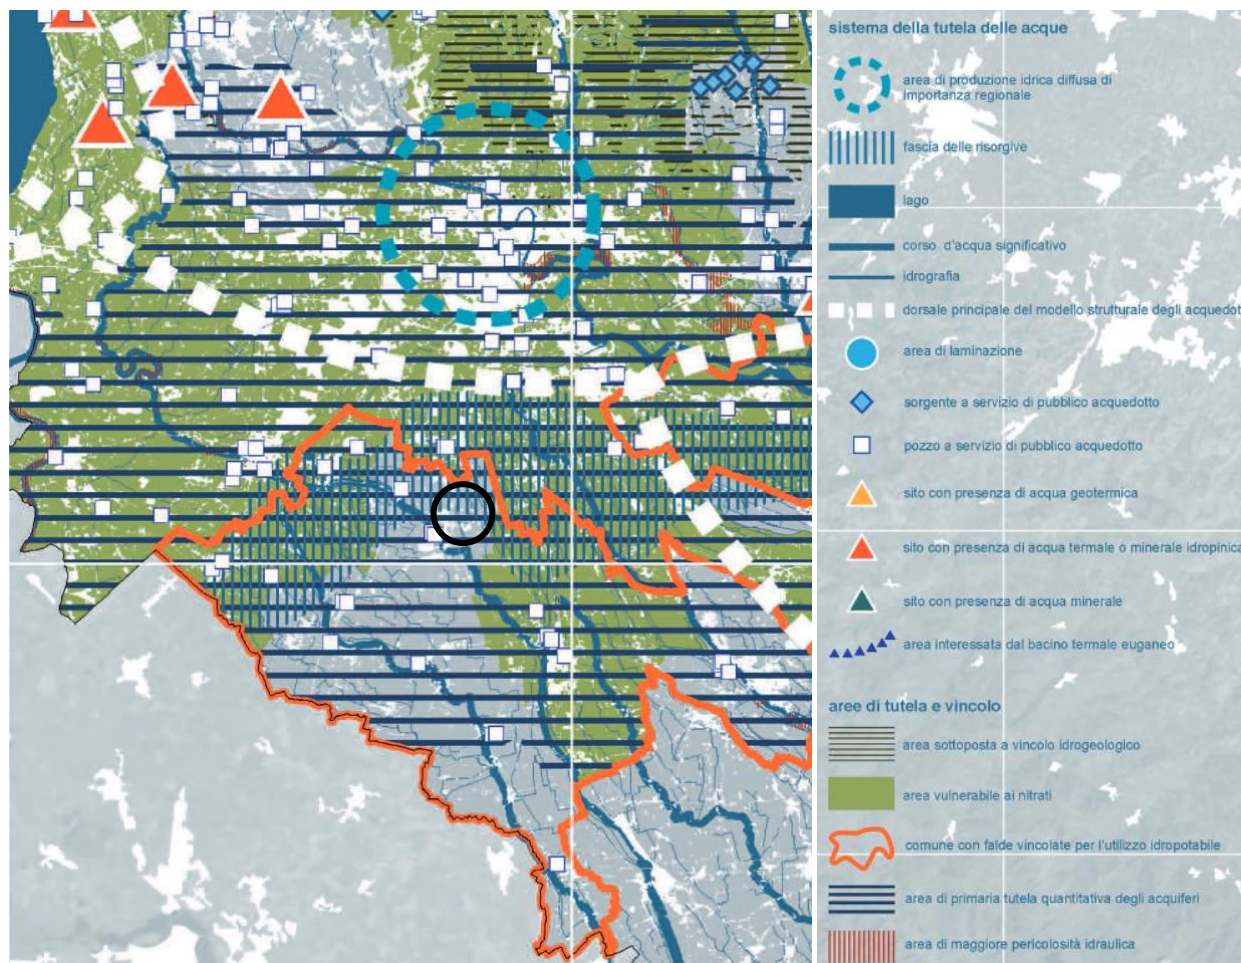 sistema della tutela delle acque
area di produzione idrica diffusa di
importanza regionale
fascia delle risorgive
lago
corso d'acqua significativo
idrografia
dorsale principale del modello strutturale degli acquedot
area di laminazione
sorgente a servizio di pubblico acquedotto
pozzo a servizio di pubblico acquedotto
sito con presenza di acqua geotermica
sito con presenza di acqua termale o minerale idropinica
sito con presenza di acqua minerale
area interessata dal bacino termale euganeo
aree di tutela e vincolo
area sottoposta a vincolo idrogeologico
area vulnerabile ai nitrati
comune con falde vincolate per l'utilizzo idropotabile
area di primaria tutela quantitativa degli acquiferi
area di maggiore pericolosità idraulica